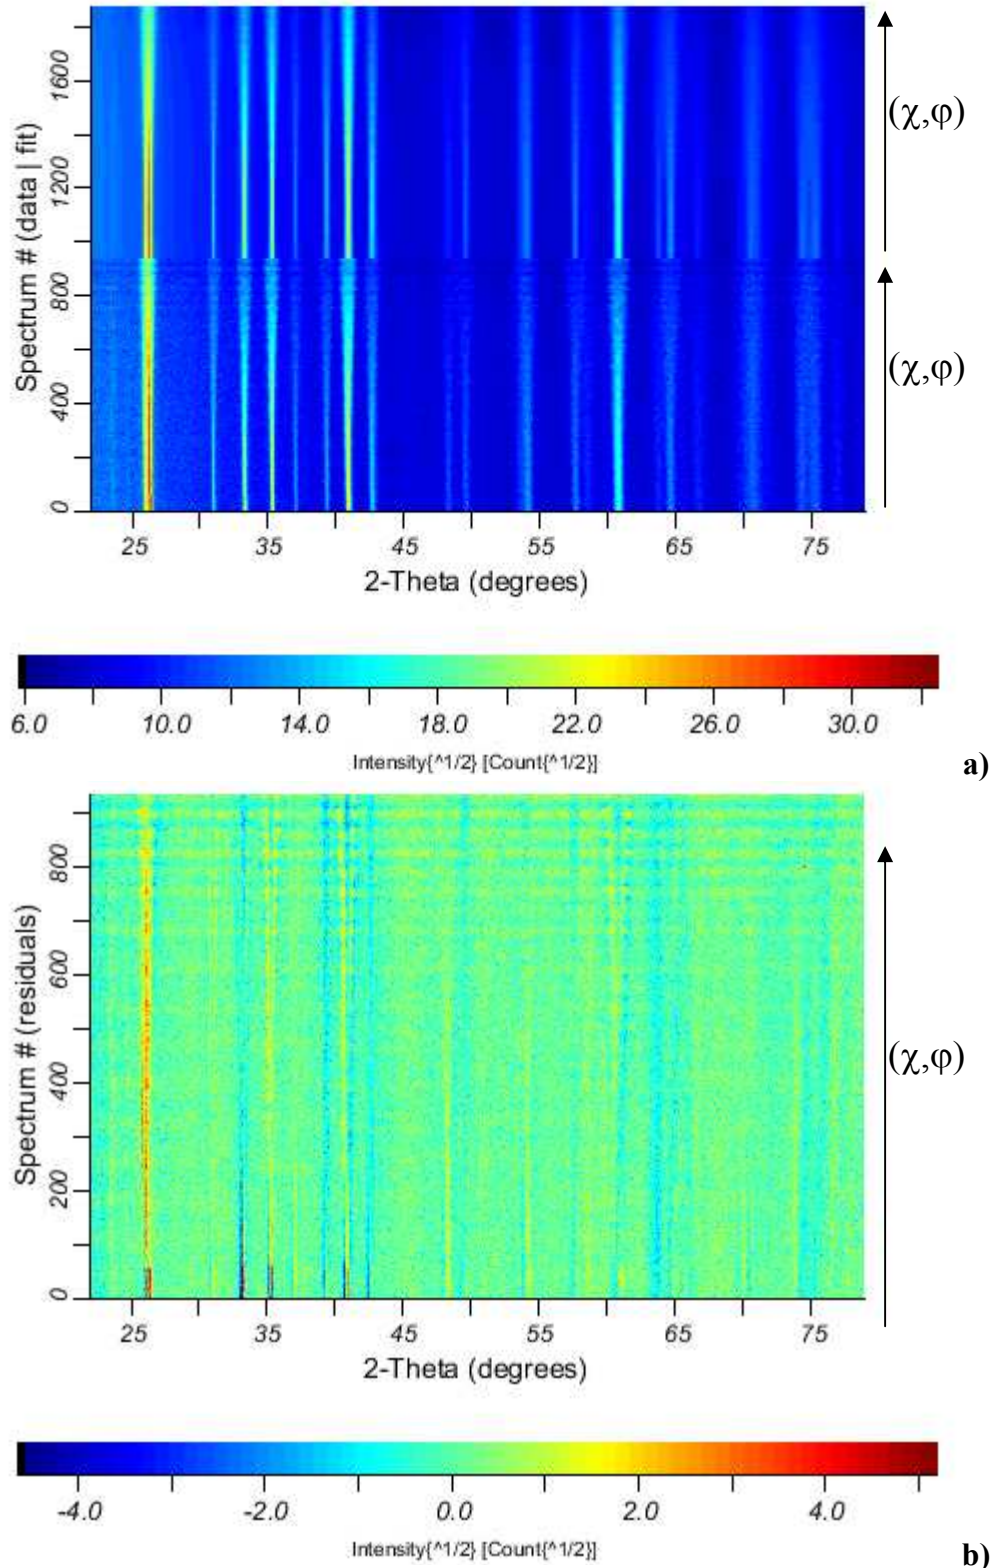 Spectrum # (data | fit)
1600
1200
800
400
0
(χ,φ)
(χ,φ)
25 35 45 55 65 75
2-Theta (degrees)
6.0 10.0 14.0 18.0 22.0 26.0 30.0
Intensity{^1/2} [Count{^1/2}]
a)
Spectrum # (residuals)
800
600
400
200
0
(χ,φ)
25 35 45 55 65 75
2-Theta (degrees)
-4.0 -2.0 0.0 2.0 4.0
Intensity{^1/2} [Count{^1/2}]
b)